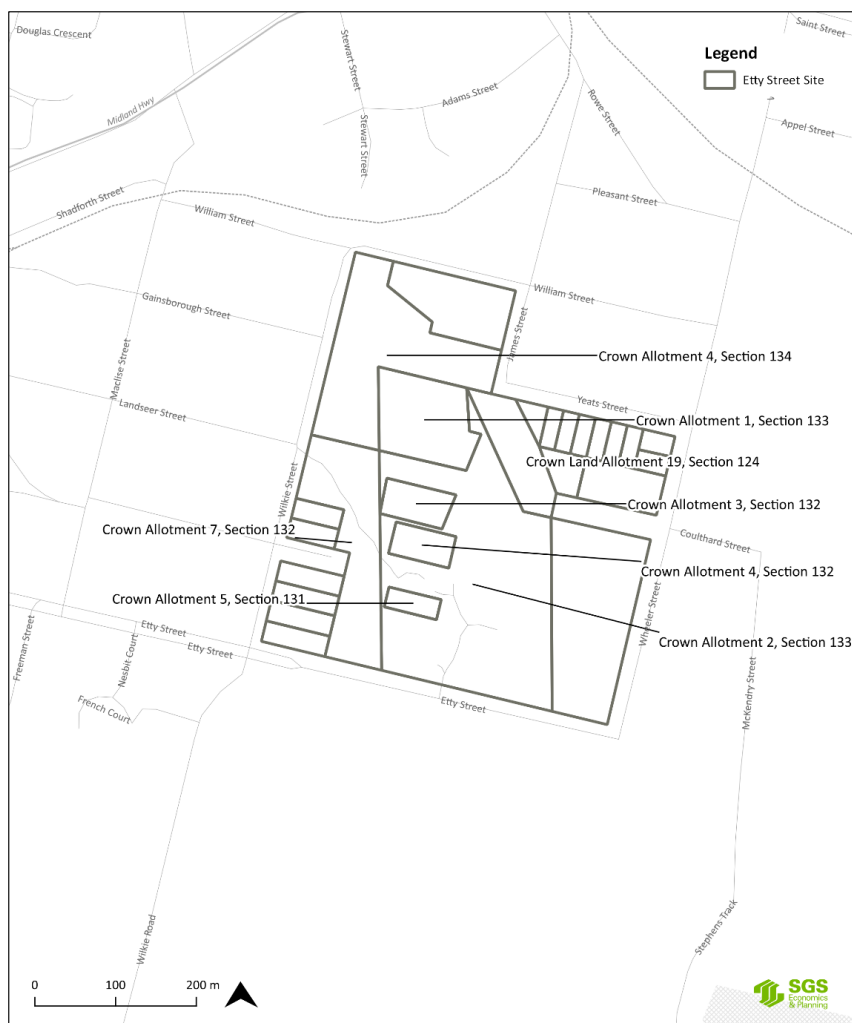 Douglas Crescent
Midland Hwy
Stewart Street
Stewart Street
Adams Street
Rowe Street
Saint Street
Legend
Etty Street Site
Appel Street
Pleasant Street
Shadforth Street
William Street
Gainsborough Street
William Street
James Street
Maclise Street
Landseer Street
Crown Allotment 4, Section 134
Yeats Street
Crown Allotment 1, Section 133
Crown Land Allotment 19, Section 124
Wilkie Street
Crown Allotment 3, Section 132
Crown Allotment 7, Section 132
Coulthard Street
Crown Allotment 4, Section 132
Crown Allotment 5, Section 131
Wheeler Street
Crown Allotment 2, Section 133
Freeman Street
Etty Street
Etty Street
Nesbit Court
French Court
Etty Street
McKendry Street
Wilkie Road
Stephens Track
0 100 200 m
SGS
Economics
& Planning